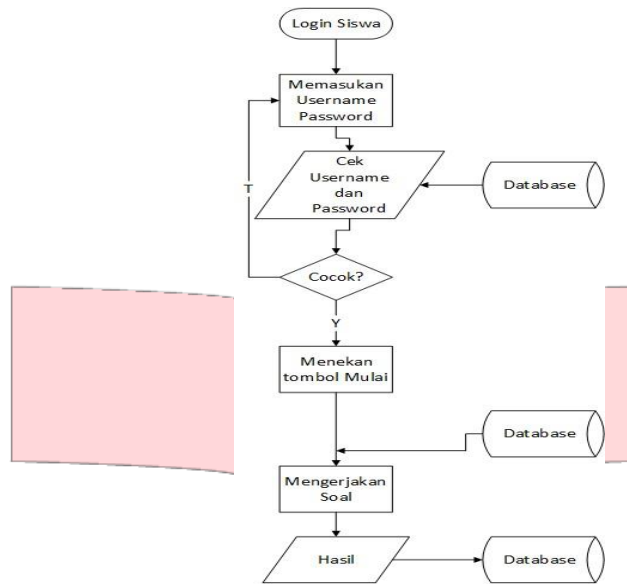 Login Siswa
Memasukan
Username
Password
Cek
Username
dan
Password
Database
T
Cocok?
Y
Menekan
tombol Mulai
Database
Mengerjakan
Soal
Hasil
Database